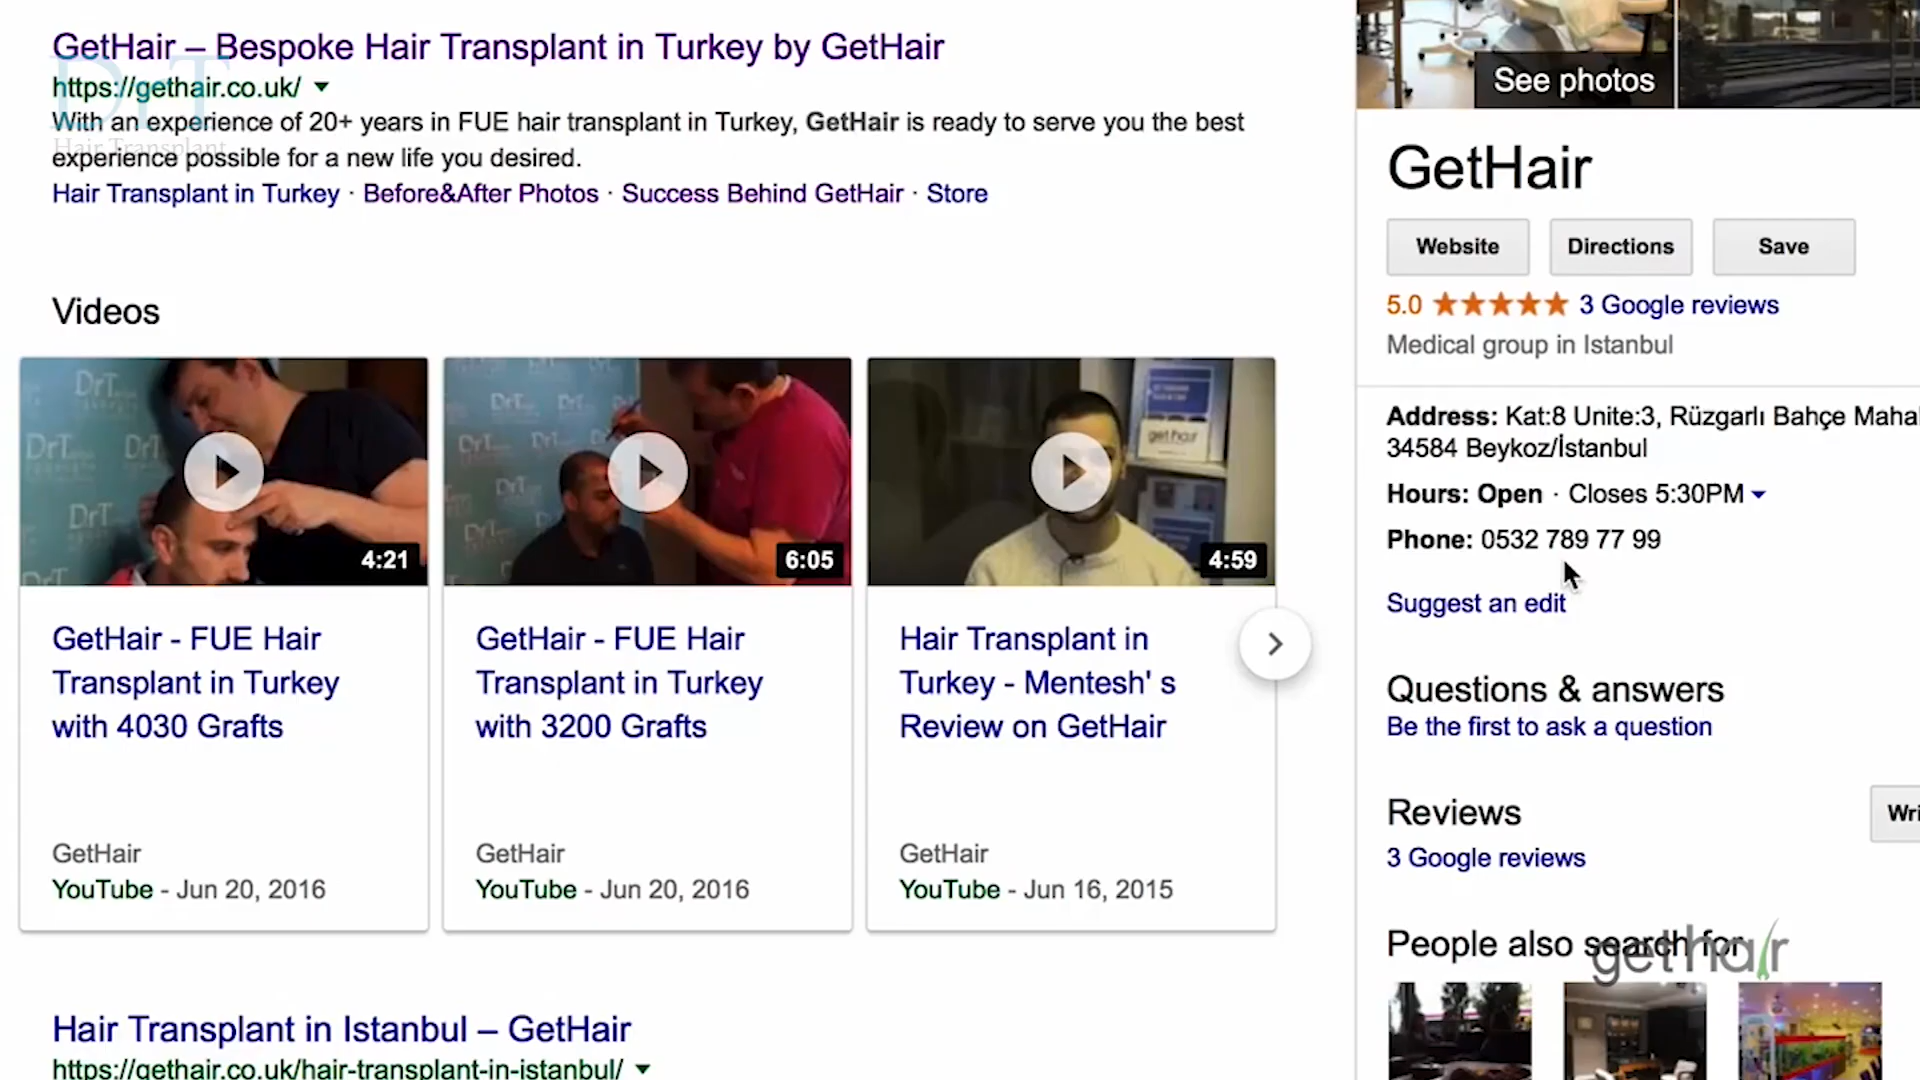 GetHair – Bespoke Hair Transplant in Turkey by GetHair
https://gethair.co.uk/
DrT
Hair Transplant
With an experience of 20+ years in FUE hair transplant in Turkey, GetHair is ready to serve you the best
experience possible for a new life you desired.
Hair Transplant in Turkey · Before&After Photos · Success Behind GetHair · Store
Videos
4:21
GetHair - FUE Hair
Transplant in Turkey
with 4030 Grafts
GetHair
YouTube - Jun 20, 2016
6:05
GetHair - FUE Hair
Transplant in Turkey
with 3200 Grafts
GetHair
YouTube - Jun 20, 2016
get hair
4:59
Hair Transplant in
Turkey - Mentesh' s
Review on GetHair
GetHair
YouTube - Jun 16, 2015
Hair Transplant in Istanbul – GetHair
https://gethair.co.uk/hair-transplant-in-istanbul/
See photos
GetHair
Website
Directions
Save
5.0 ★★★★★ 3 Google reviews
Medical group in Istanbul
Address: Kat:8 Unite:3, Rüzgarlı Bahçe Mahal
34584 Beykoz/İstanbul
Hours: Open · Closes 5:30PM
Phone: 0532 789 77 99
Suggest an edit
Questions & answers
Be the first to ask a question
Reviews
Wri
3 Google reviews
People also search for
gethair